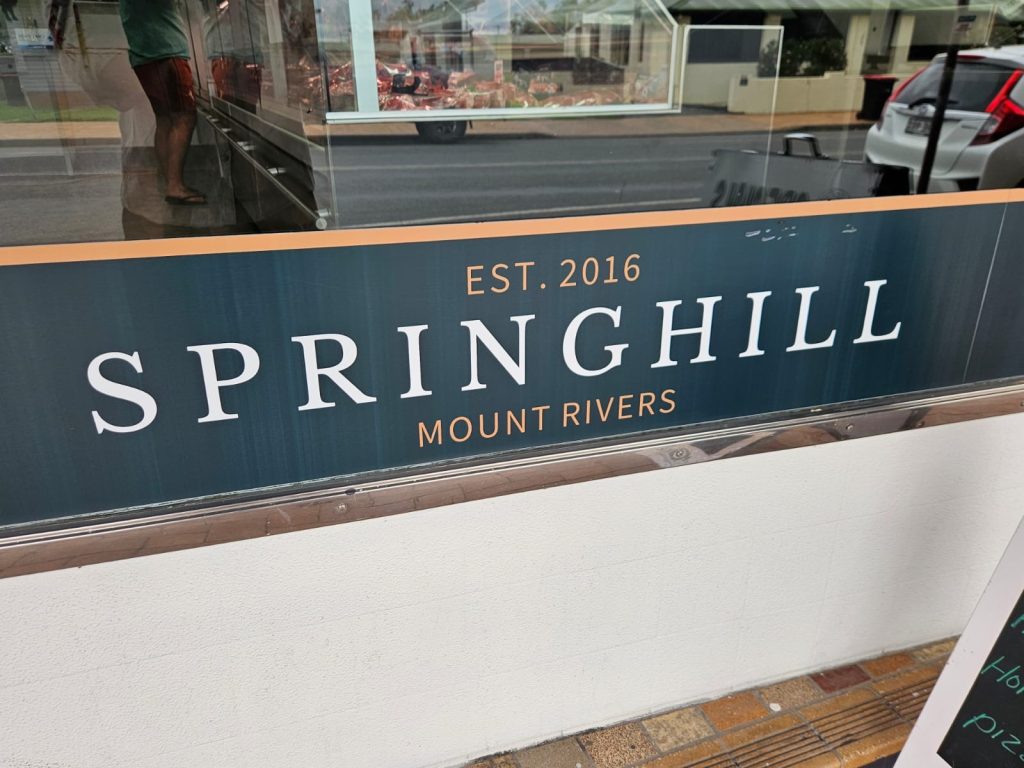 EST. 2016
SPRINGHILL
MOUNT RIVERS